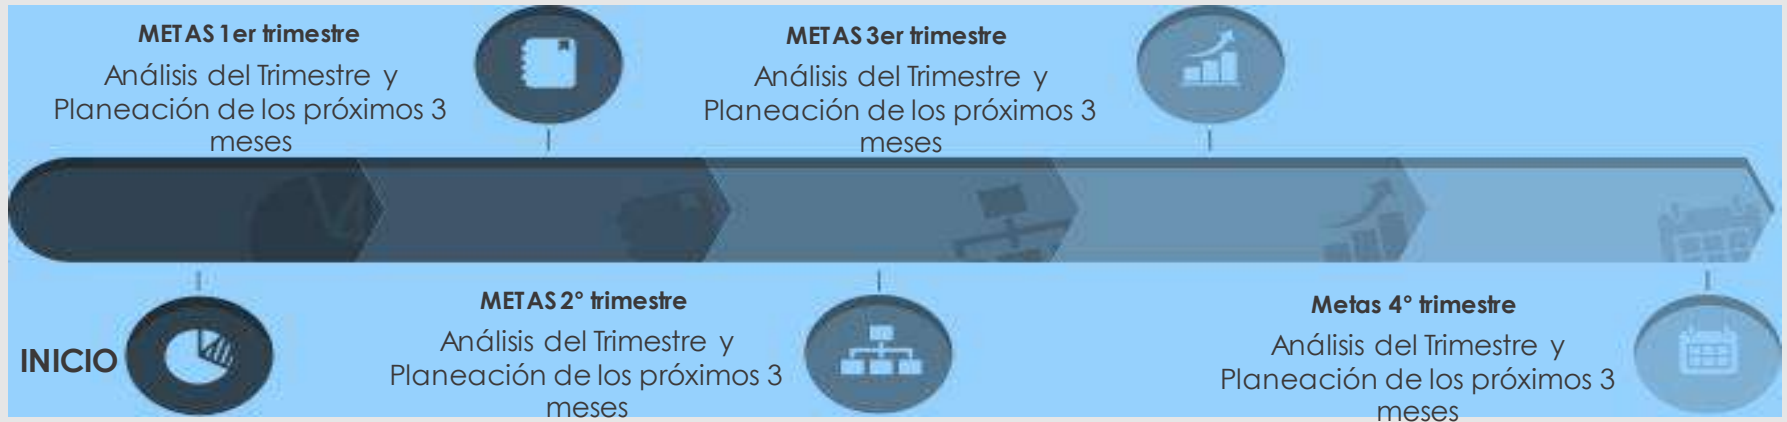 METAS 1er trimestre
Análisis del Trimestre y
Planeación de los próximos 3
meses
METAS 3er trimestre
Análisis del Trimestre y
Planeación de los próximos 3
meses
INICIO
METAS 2° trimestre
Análisis del Trimestre y
Planeación de los próximos 3
meses
Metas 4° trimestre
Análisis del Trimestre y
Planeación de los próximos 3
meses